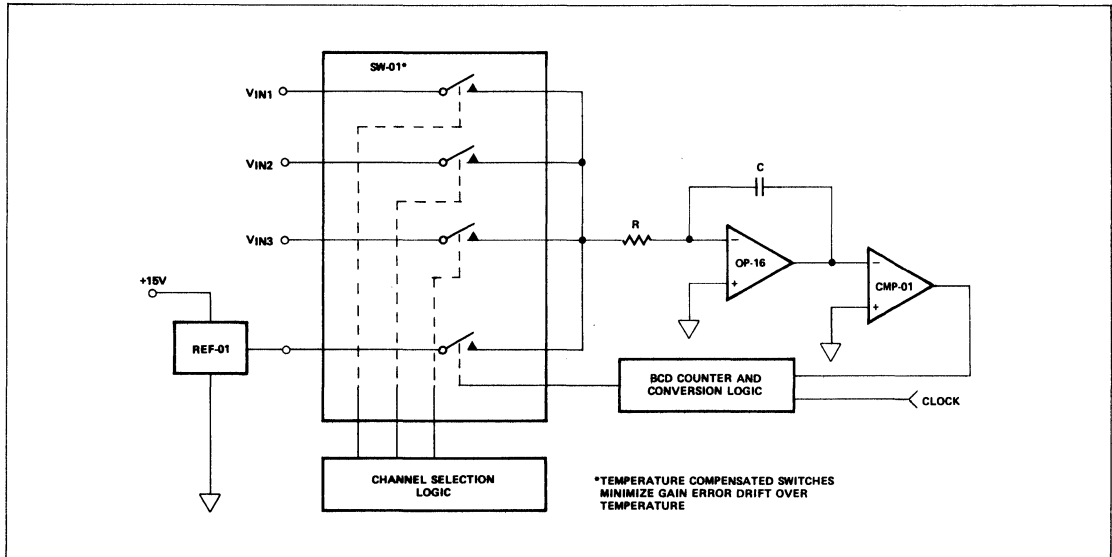 SW-01*
VIN1
VIN2
VIN3
+15V
REF-01
R
C
−
OP-16
+
−
CMP-01
+
BCD COUNTER AND
CONVERSION LOGIC
CLOCK
CHANNEL SELECTION
LOGIC
*TEMPERATURE COMPENSATED SWITCHES
MINIMIZE GAIN ERROR DRIFT OVER
TEMPERATURE